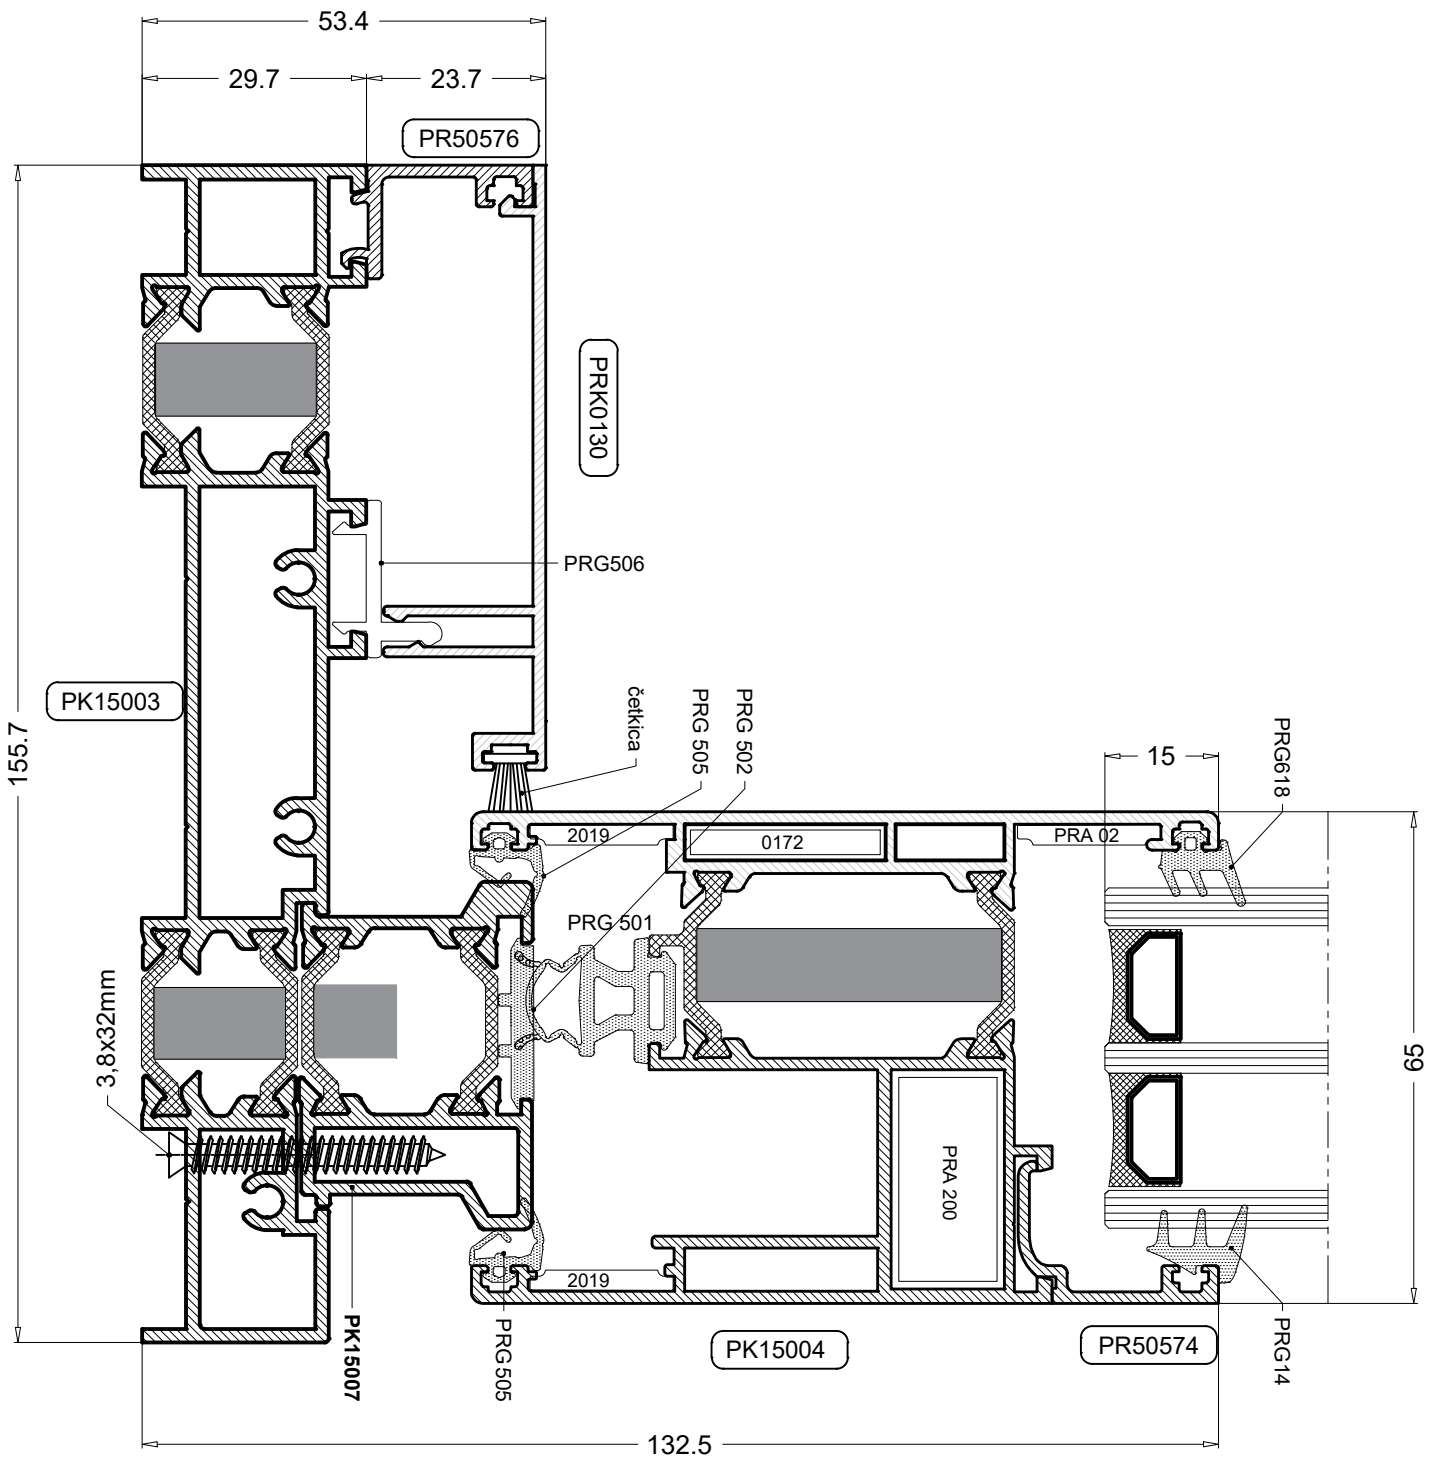 53.4
29.7
23.7
PR50576
PRK0130
PRG506
PK15003
155.7
četkica
PRG 505
PRG 502
PRG618
15
2019
0172
PRA 02
PRG 501
3,8x32mm
65
PRA 200
2019
PK15007
PRG505
PK15004
PR50574
PRG14
132.5